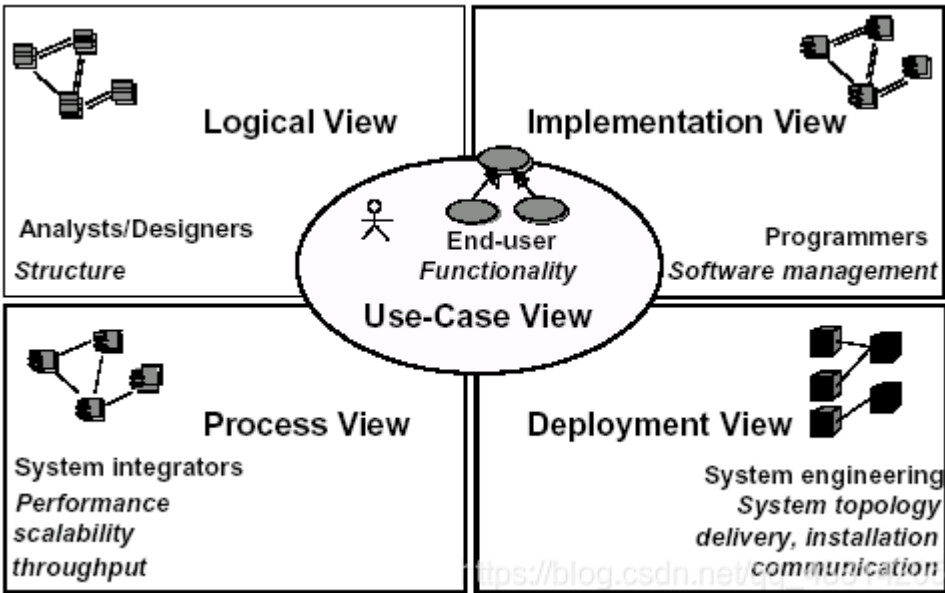 Logical View
Analysts/Designers
Structure
Implementation View
Programmers
Software management
End-user
Functionality
Use-Case View
Process View
System integrators
Performance
scalability
throughput
Deployment View
System engineering
System topology
delivery, installation
communication